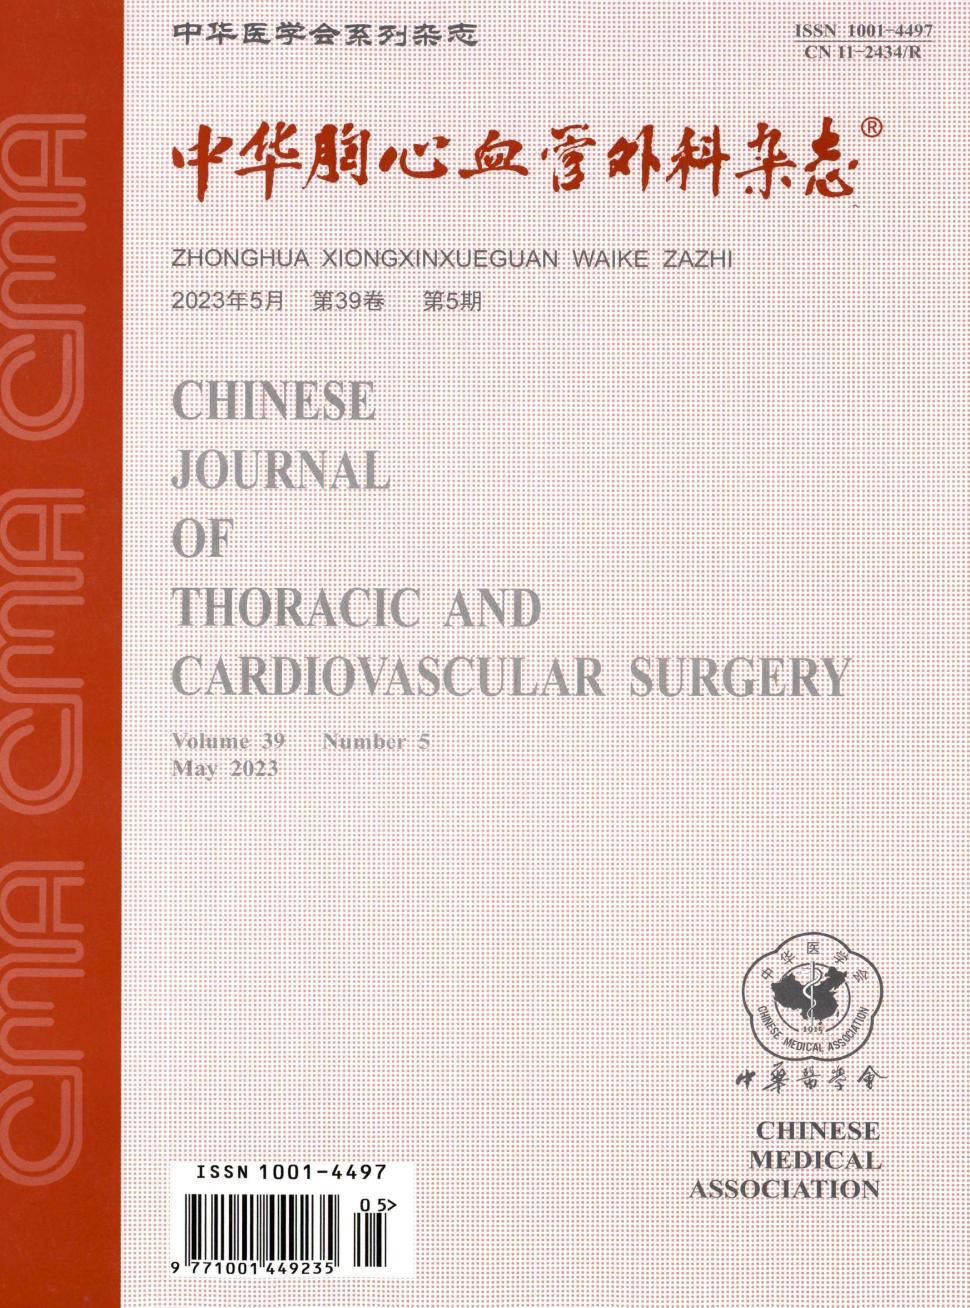 中华医学会系列杂志
ISSN 1001-4497
CN 11-2434/R
中华胸心血管外科杂志®
ZHONGHUA XIONGXINXUEGUAN WAIKE ZAZHI
2023年5月 第39卷 第5期
CHINESE
JOURNAL
OF
THORACIC AND
CARDIOVASCULAR SURGERY
Volume 39 Number 5
May 2023
CMA CMA CMA
中华医学会
1915
CHINESE MEDICAL ASSOCIATION
中华醫学會
CHINESE
MEDICAL
ASSOCIATION
ISSN 1001-4497
05>
9 771001 449235